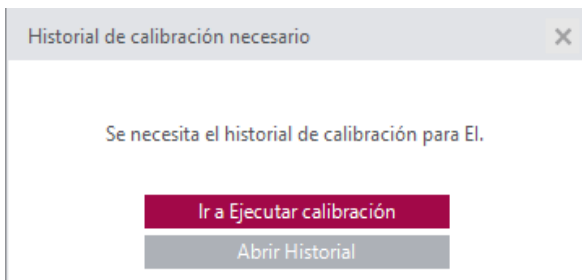 Historial de calibración necesario
Se necesita el historial de calibración para El.
Ir a Ejecutar calibración
Abrir Historial